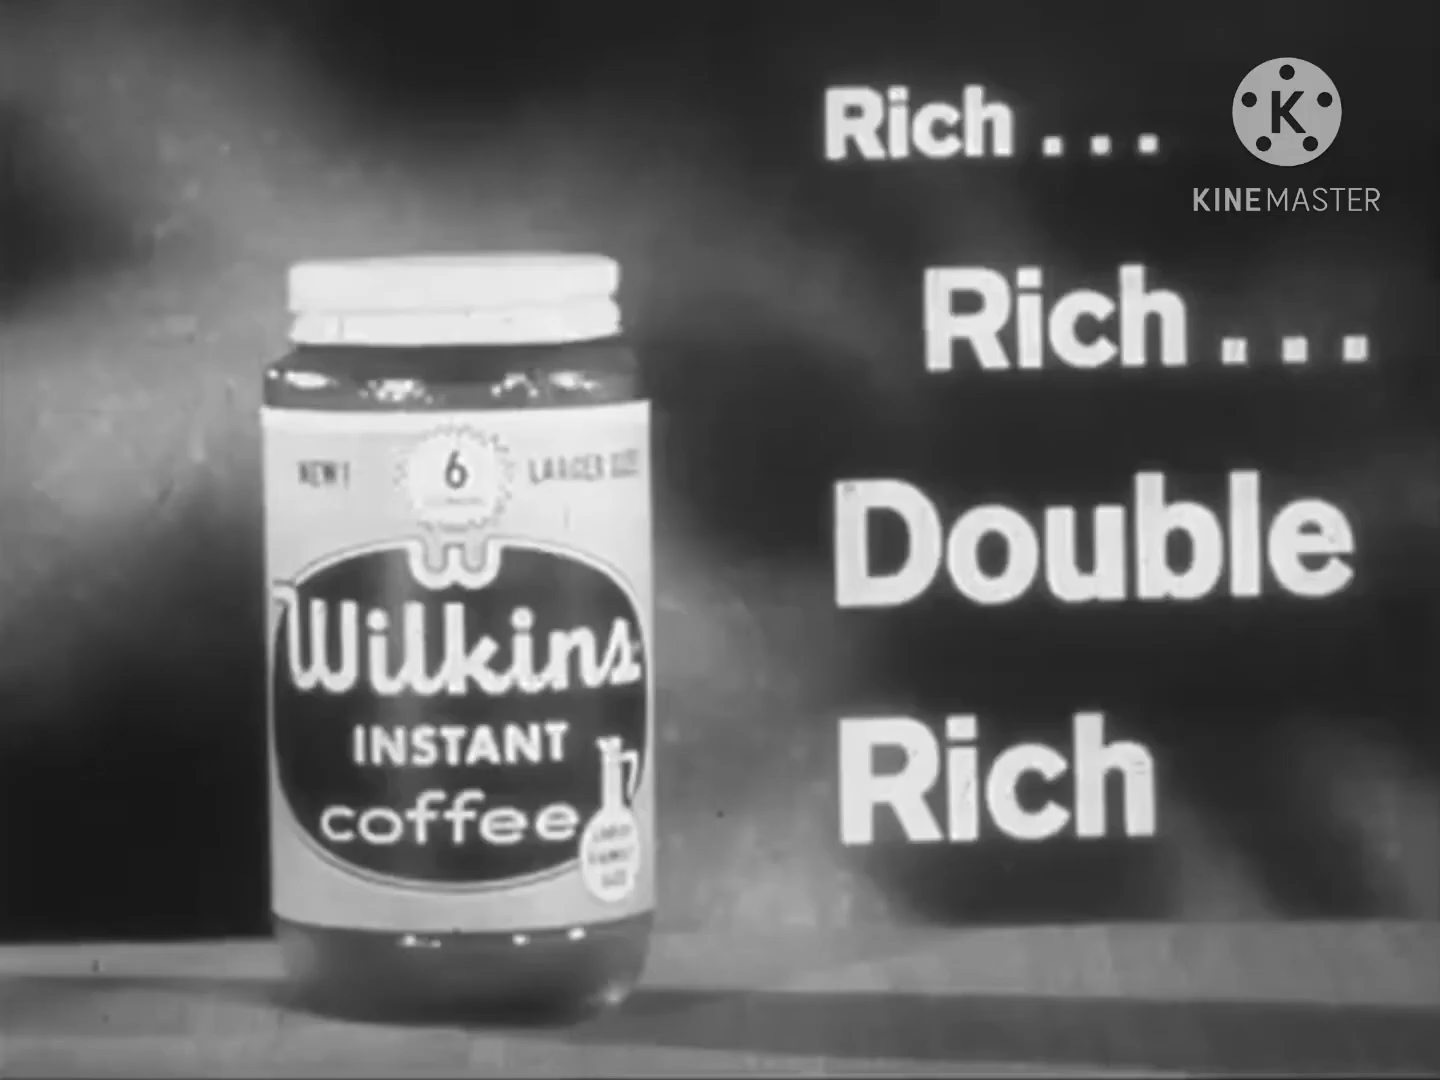 Rich . . .
K
KINEMASTER
Rich . . .
Double
Rich
NEW!
6
LARGER SIZE
W
Wilkins
INSTANT
coffee